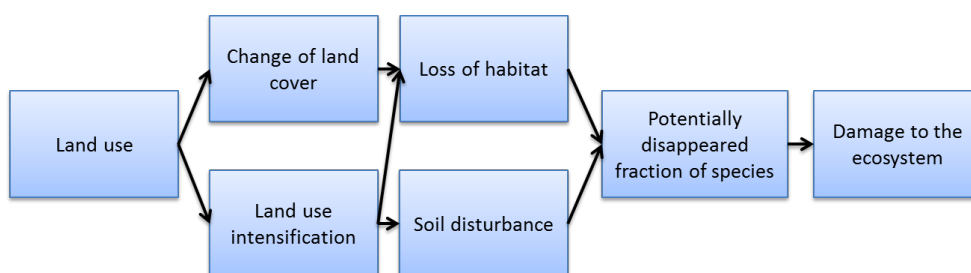 Land use
Change of land
cover
Land use
intensification
Loss of habitat
Soil disturbance
Potentially
disappeared
fraction of species
Damage to the
ecosystem